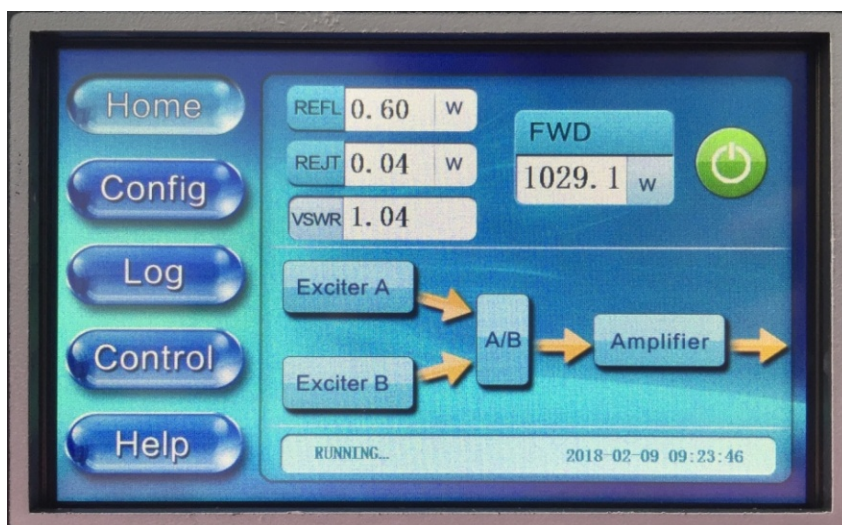 Home
Config
Log
Control
Help
REFL 0.60 W
REJT 0.04 W
VSWR 1.04
FWD
1029.1 W
Exciter A
Exciter B
A/B
Amplifier
RUNNING... 2018-02-09 09:23:46